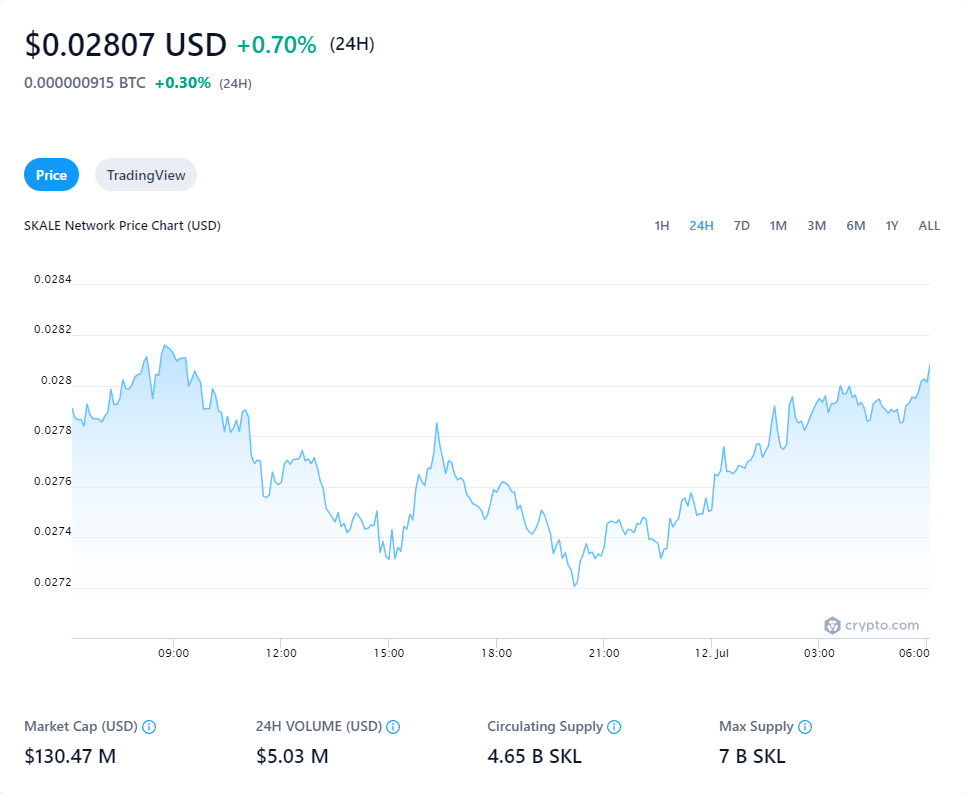 $0.02807 USD +0.70% (24H)
0.000000915 BTC +0.30% (24H)
Price TradingView
SKALE Network Price Chart (USD) 1H 24H 7D 1M 3M 6M 1Y ALL
0.0284
0.0282
0.028
0.0278
0.0276
0.0274
0.0272
crypto.com
09:00 12:00 15:00 18:00 21:00 12. Jul 03:00 06:00
Market Cap (USD) 24H VOLUME (USD) Circulating Supply Max Supply
$130.47 M $5.03 M 4.65 B SKL 7 B SKL